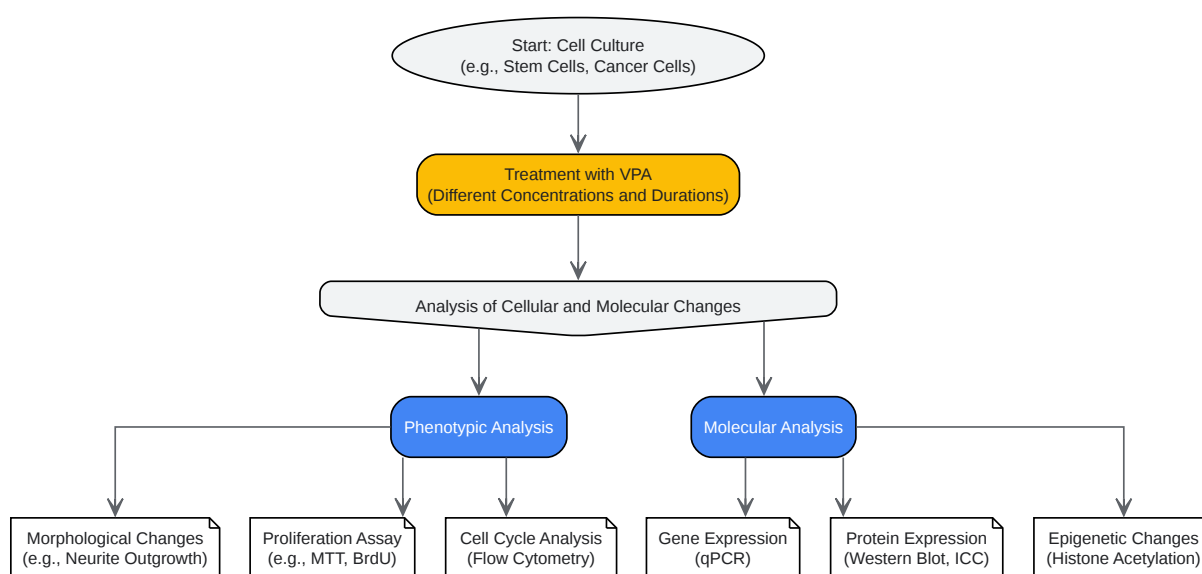 Start: Cell Culture
(e.g., Stem Cells, Cancer Cells)
Treatment with VPA
(Different Concentrations and Durations)
Analysis of Cellular and Molecular Changes
Phenotypic Analysis
Molecular Analysis
Morphological Changes
(e.g., Neurite Outgrowth)
Proliferation Assay
(e.g., MTT, BrdU)
Cell Cycle Analysis
(Flow Cytometry)
Gene Expression
(qPCR)
Protein Expression
(Western Blot, ICC)
Epigenetic Changes
(Histone Acetylation)